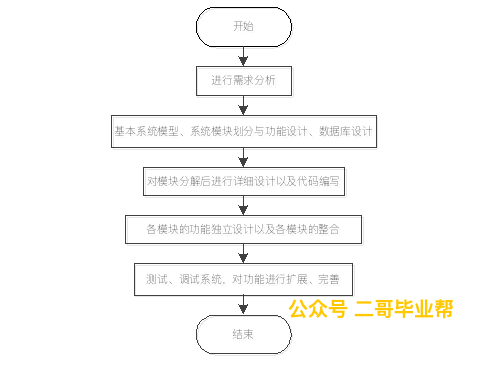 开始
进行需求分析
基本系统模型、系统模块划分与功能设计、数据库设计
对模块分解后进行详细设计以及代码编写
各模块的功能独立设计以及各模块的整合
测试、调试系统，对功能进行扩展、完善
公众号 二哥毕业帮
结束